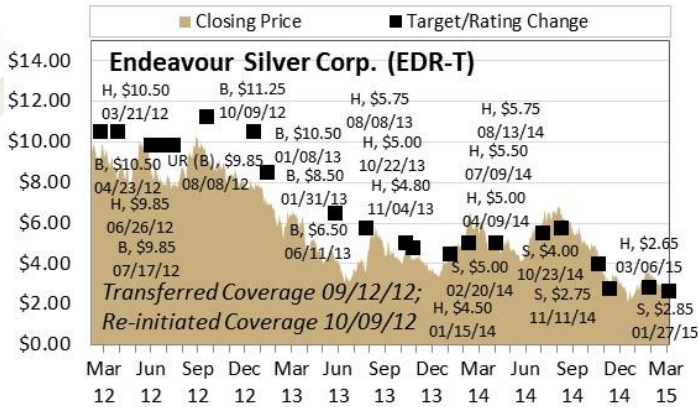 Closing Price
Target/Rating Change
$14.00
$12.00
$10.00
$8.00
$6.00
$4.00
$2.00
$0.00
Endeavour Silver Corp. (EDR-T)
H, $10.50
03/21/12
B, $10.50
04/23/12
H, $9.85
06/26/12
B, $9.85
07/17/12
UR (B), $9.85
08/08/12
B, $11.25
10/09/12
B, $10.50
01/08/13
B, $8.50
01/31/13
B, $6.50
06/11/13
H, $5.75
08/08/13
H, $5.00
10/22/13
H, $4.80
11/04/13
H, $4.50
01/15/14
S, $5.00
02/20/14
H, $5.00
04/09/14
H, $5.50
07/09/14
H, $5.75
08/13/14
S, $4.00
10/23/14
S, $2.75
11/11/14
S, $2.85
01/27/15
H, $2.65
03/06/15
Transferred Coverage 09/12/12;
Re-initiated Coverage 10/09/12
Mar Jun Sep Dec Mar Jun Sep Dec Mar Jun Sep Dec Mar
12 12 12 12 13 13 13 13 14 14 14 14 15